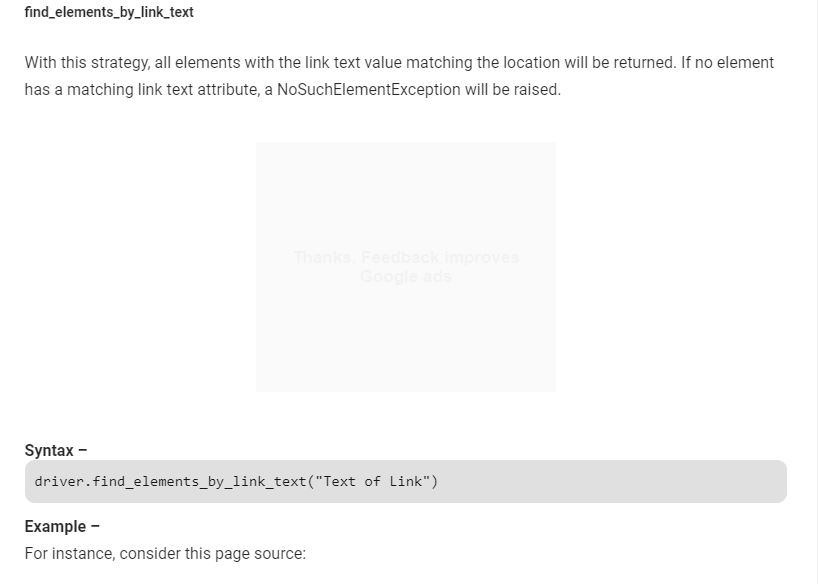 find_elements_by_link_text
With this strategy, all elements with the link text value matching the location will be returned. If no element
has a matching link text attribute, a NoSuchElementException will be raised.
Thanks. Feedback improves
Google ads
Syntax –
driver.find_elements_by_link_text("Text of Link")
Example –
For instance, consider this page source: